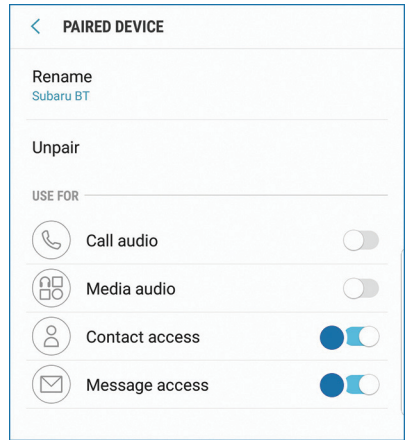 PAIRED DEVICE
Rename
Subaru BT
Unpair
USE FOR
Call audio
Media audio
Contact access
Message access